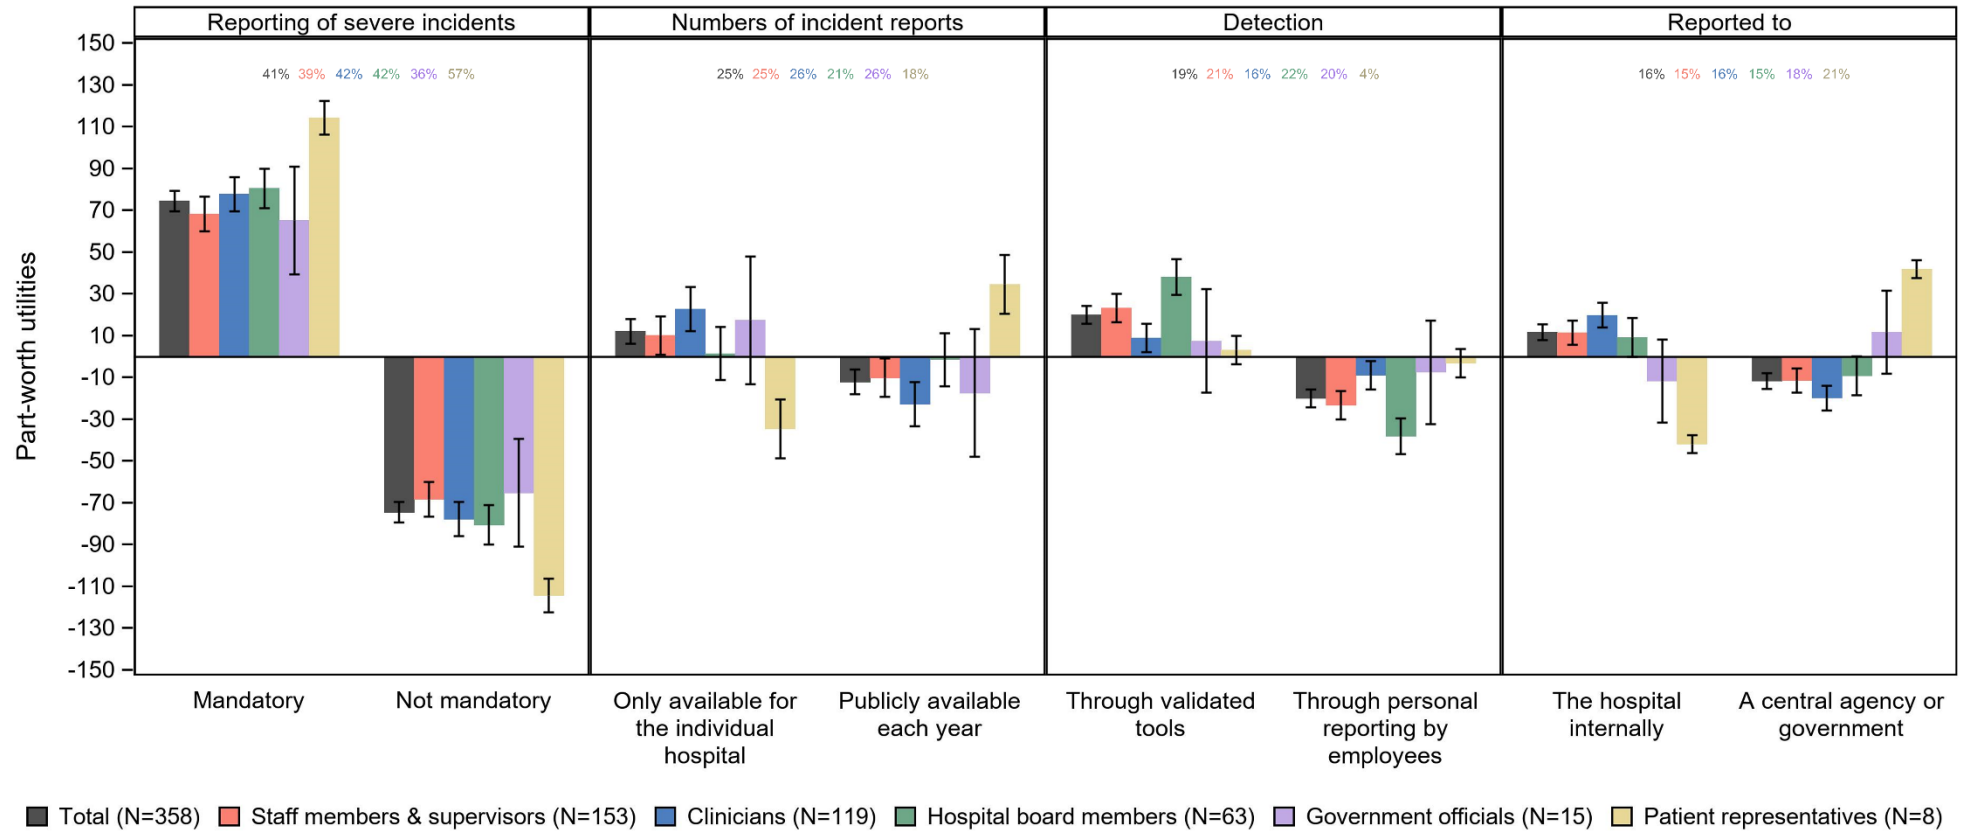 Reporting of severe incidents
Numbers of incident reports
Detection
Reported to
150
130
110
90
70
50
30
10
-10
-30
-50
-70
-90
-110
-130
-150
Part-worth utilities
41% 39% 42% 42% 36% 57%
25% 25% 26% 21% 26% 18%
19% 21% 16% 22% 20% 4%
16% 15% 16% 15% 18% 21%
Mandatory
Not mandatory
Only available for
the individual
hospital
Publicly available
each year
Through validated
tools
Through personal
reporting by
employees
The hospital
internally
A central agency or
government
Total (N=358)
Staff members & supervisors (N=153)
Clinicians (N=119)
Hospital board members (N=63)
Government officials (N=15)
Patient representatives (N=8)